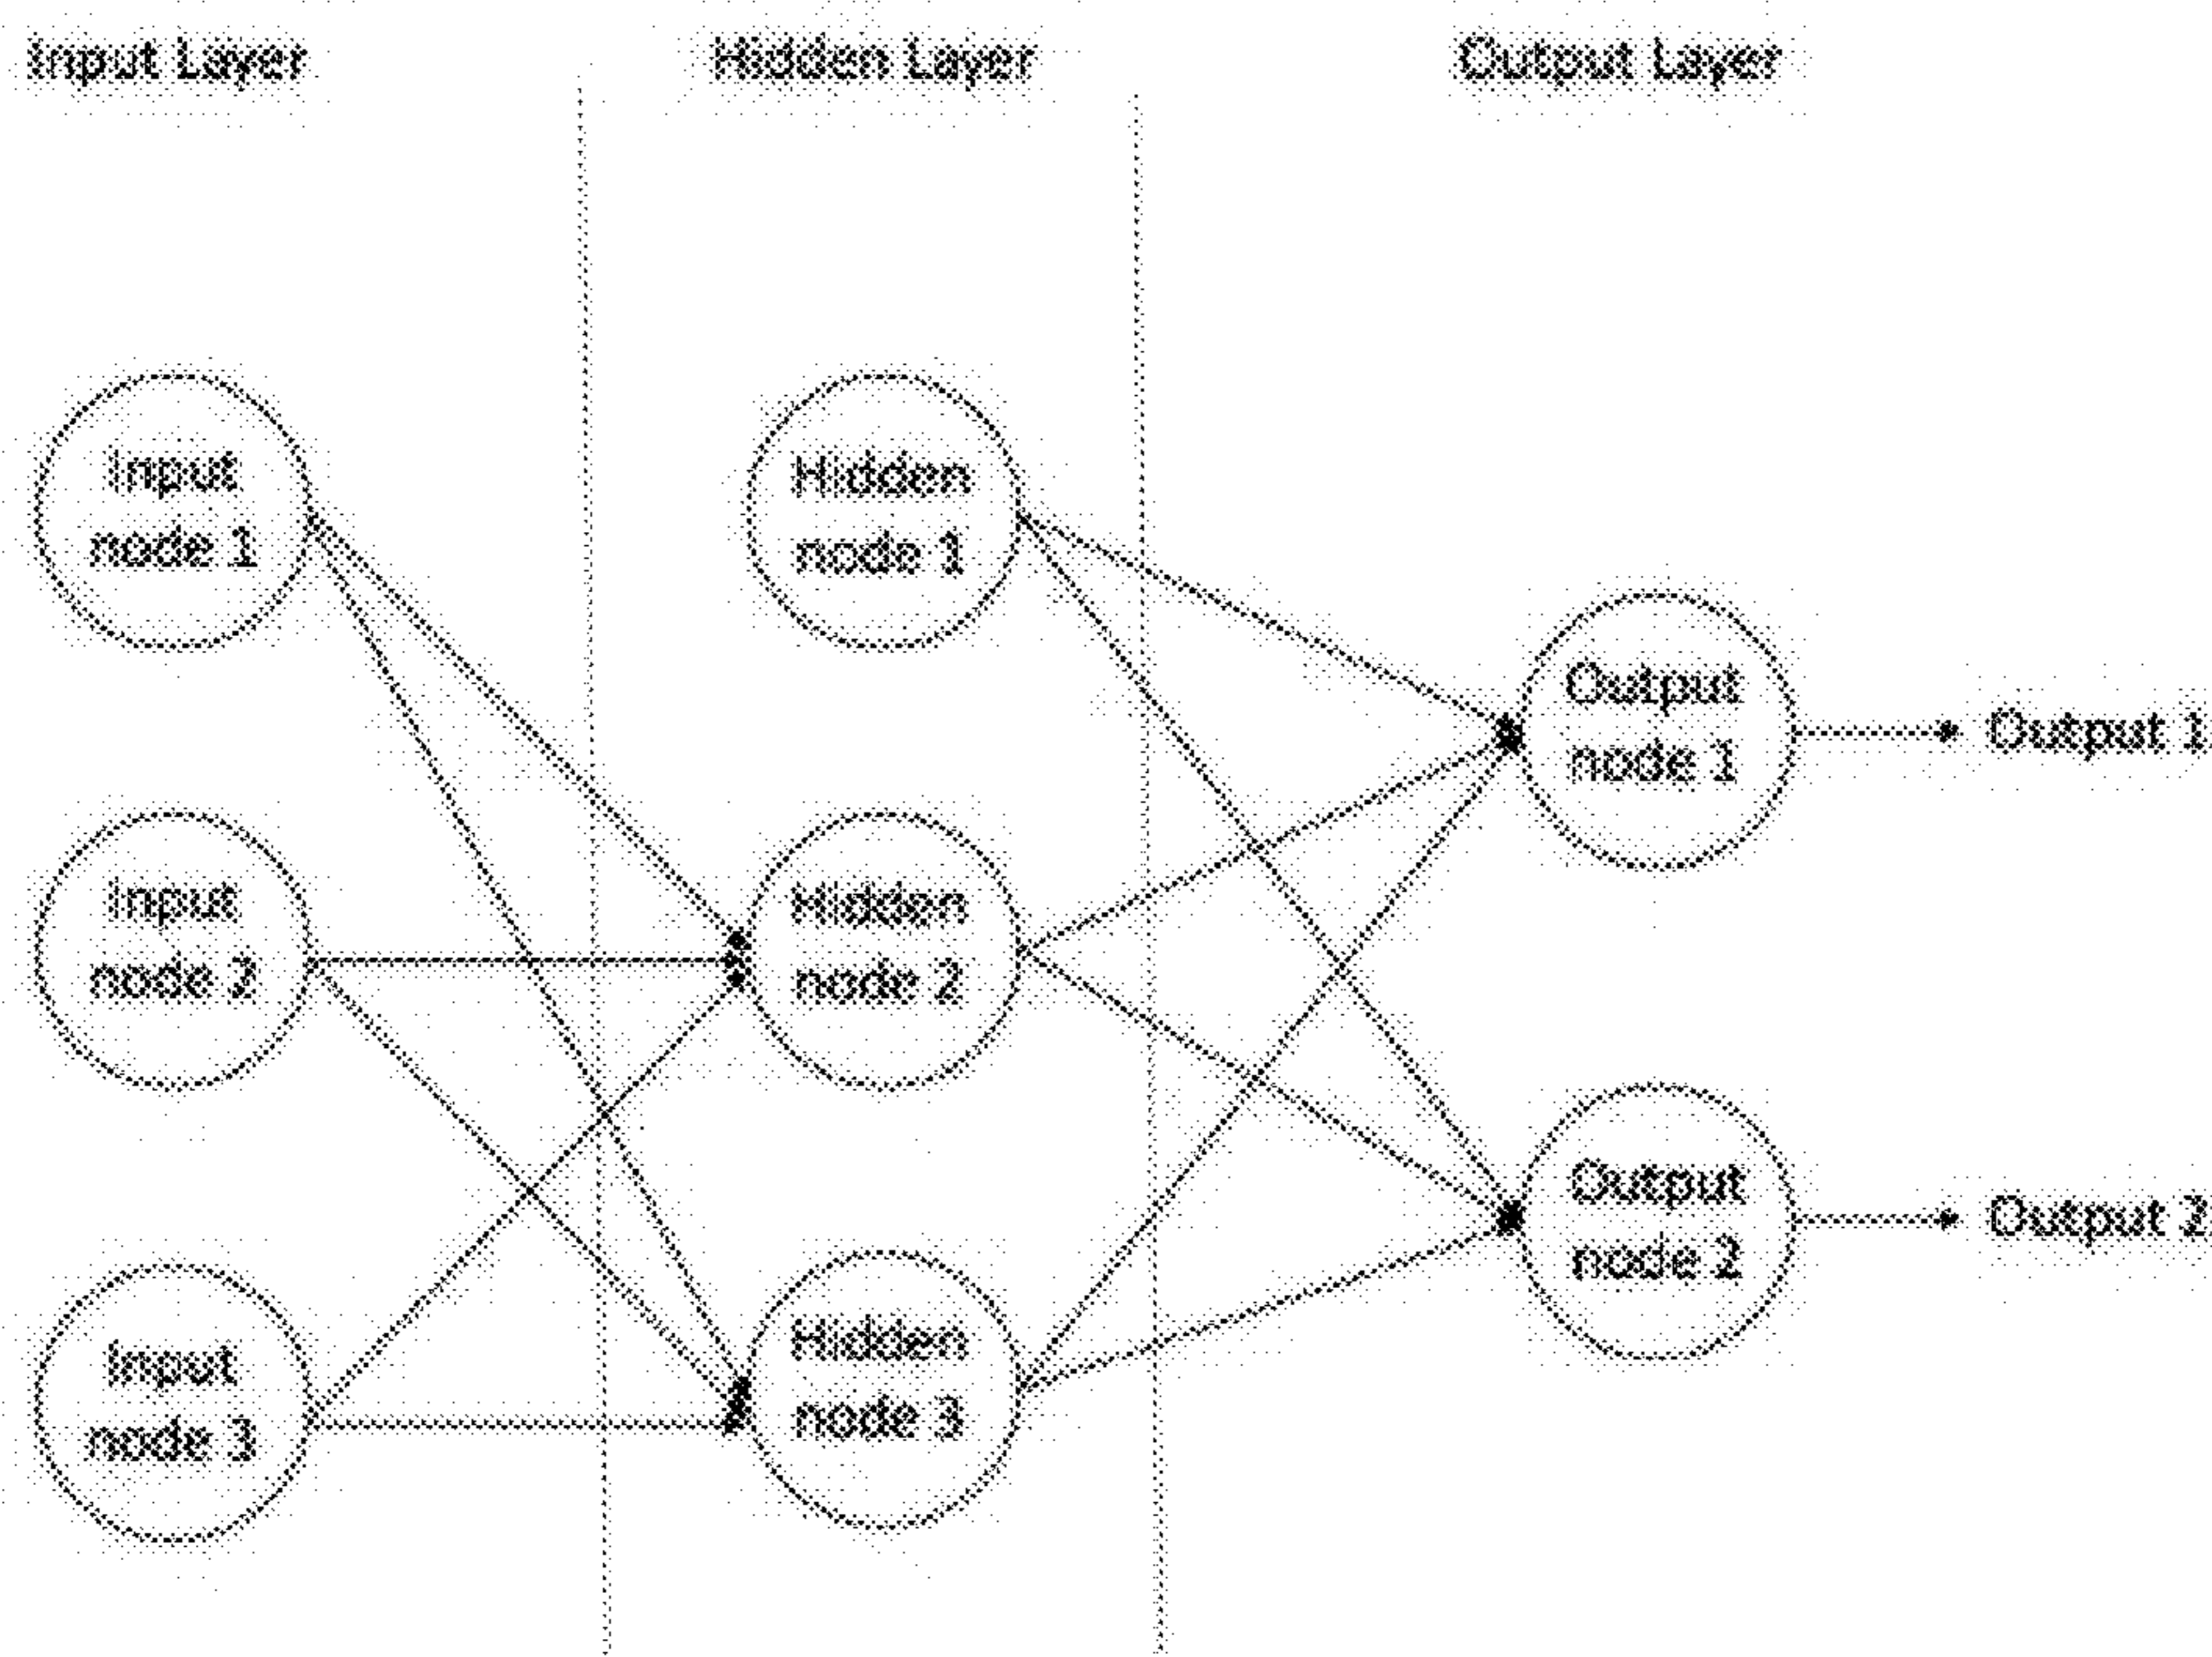 Input Layer
Hidden Layer
Output Layer
Input
node 1
Hidden
node 1
Output
node 1
Output 1
Input
node 2
Hidden
node 2
Output
node 2
Output 2
Input
node 3
Hidden
node 3